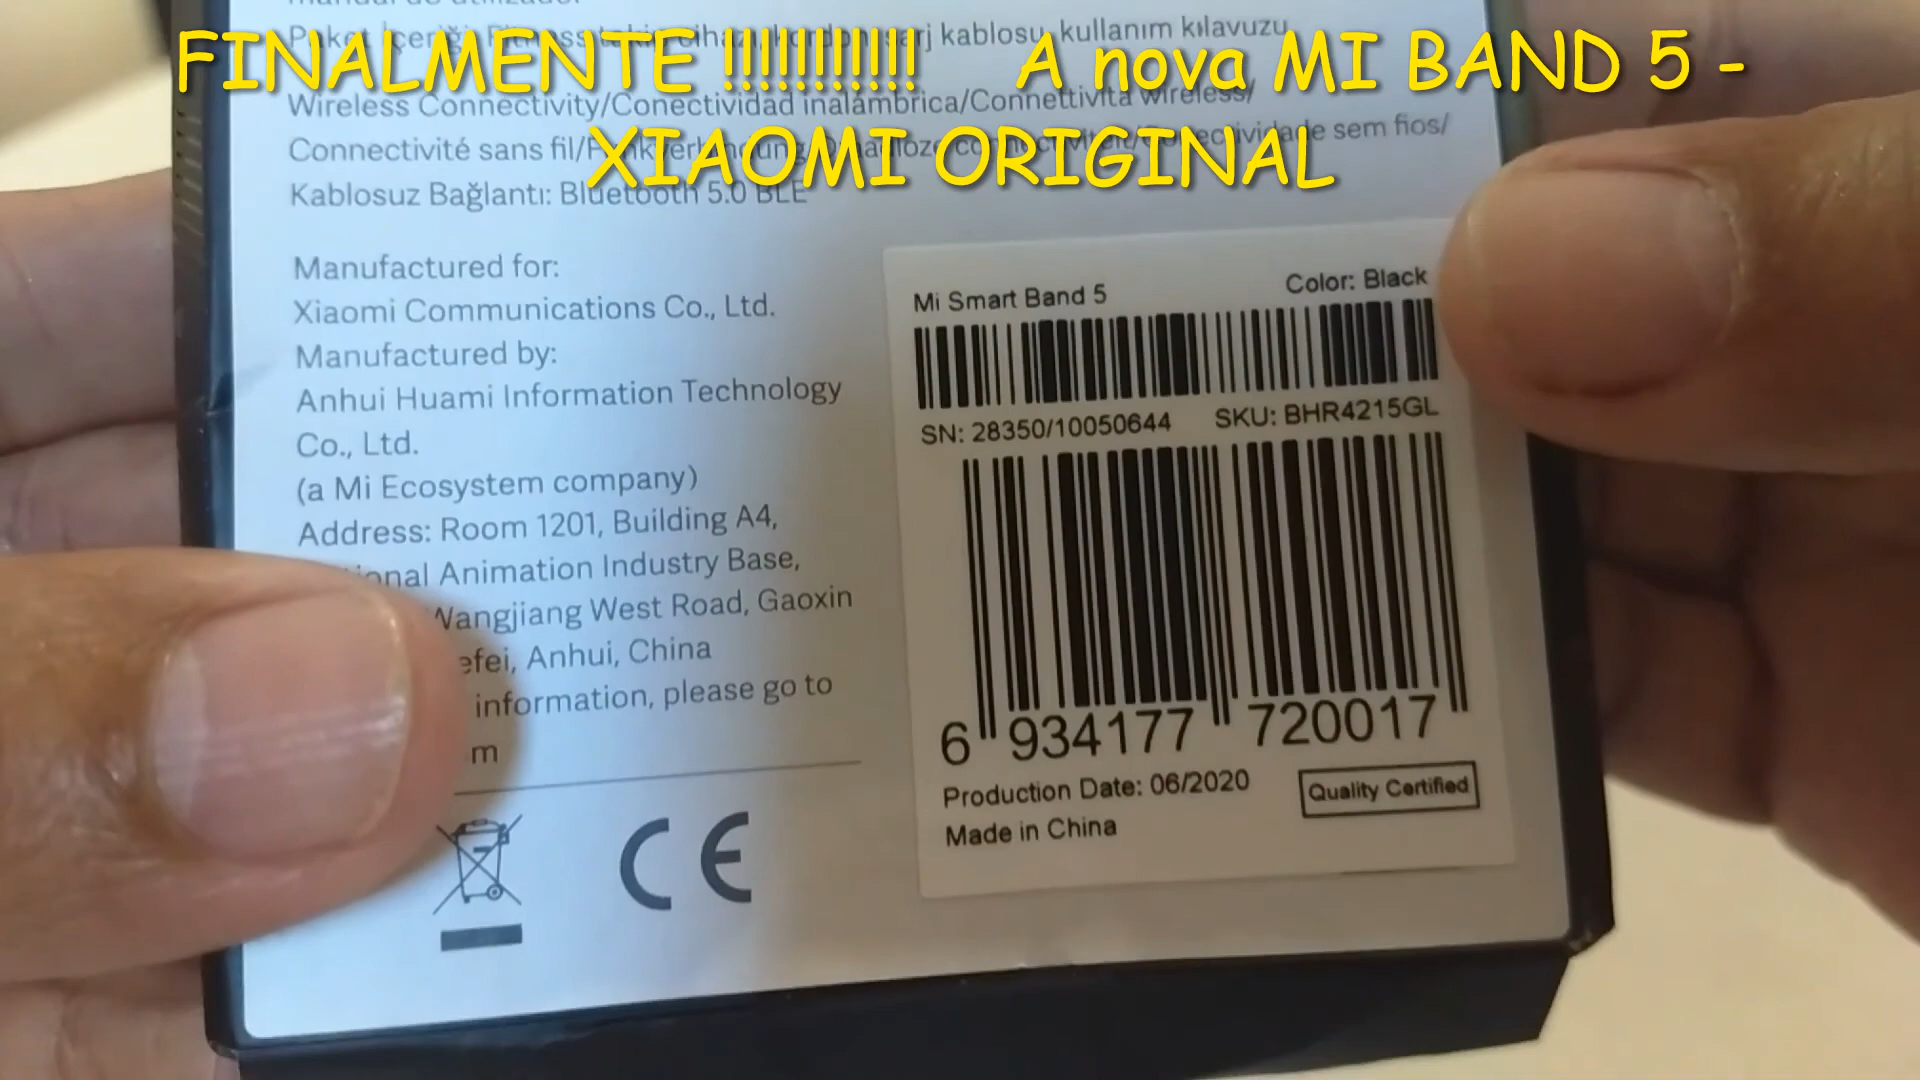 FINALMENTE !!!!!!!!!!! A nova MI BAND 5 -
XIAOMI ORIGINAL
kablosu, kullanım kılavuzu
Wireless Connectivity/Conectividad inalámbrica/Connettività wireless/
Connectivité sans fil/ sem fios/
Kablosuz Bağlantı: Bluetooth 5.0 BLE
Manufactured for:
Xiaomi Communications Co., Ltd.
Manufactured by:
Anhui Huami Information Technology
Co., Ltd.
(a Mi Ecosystem company)
Address: Room 1201, Building A4,
Animation Industry Base,
Wangjiang West Road, Gaoxin
Anhui, China
information, please go to
CE
Mi Smart Band 5
Color: Black
SN: 28350/10050644 SKU: BHR4215GL
6 934177 720017
Production Date: 06/2020
Quality Certified
Made in China